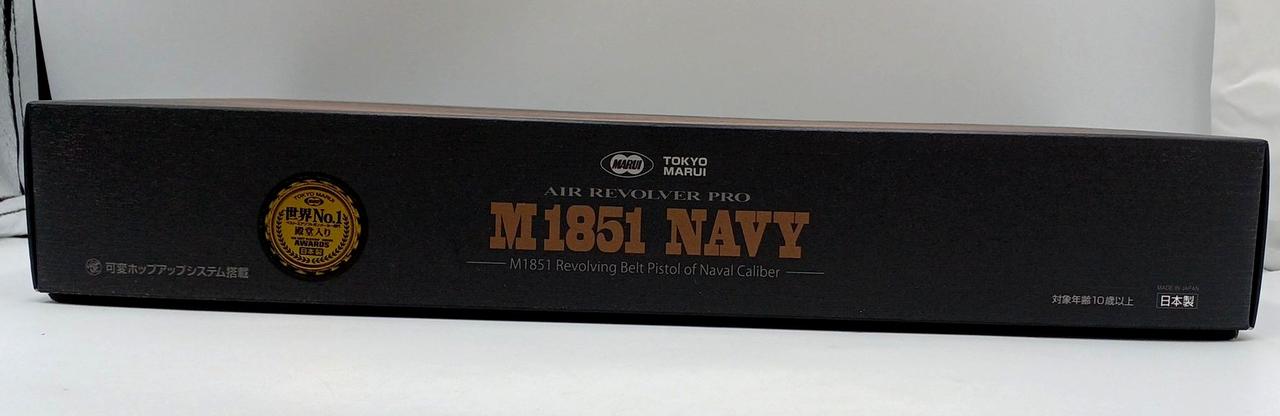 MARUI
TOKYO
MARUI
AIR REVOLVER PRO
M1851 NAVY
M1851 Revolving Belt Pistol of Naval Caliber
TOKYO MARUI
世界No.1
殿堂入り
AWARDS
日本製
可変ホップアップシステム搭載
対象年齢10歳以上
MADE IN JAPAN
日本製